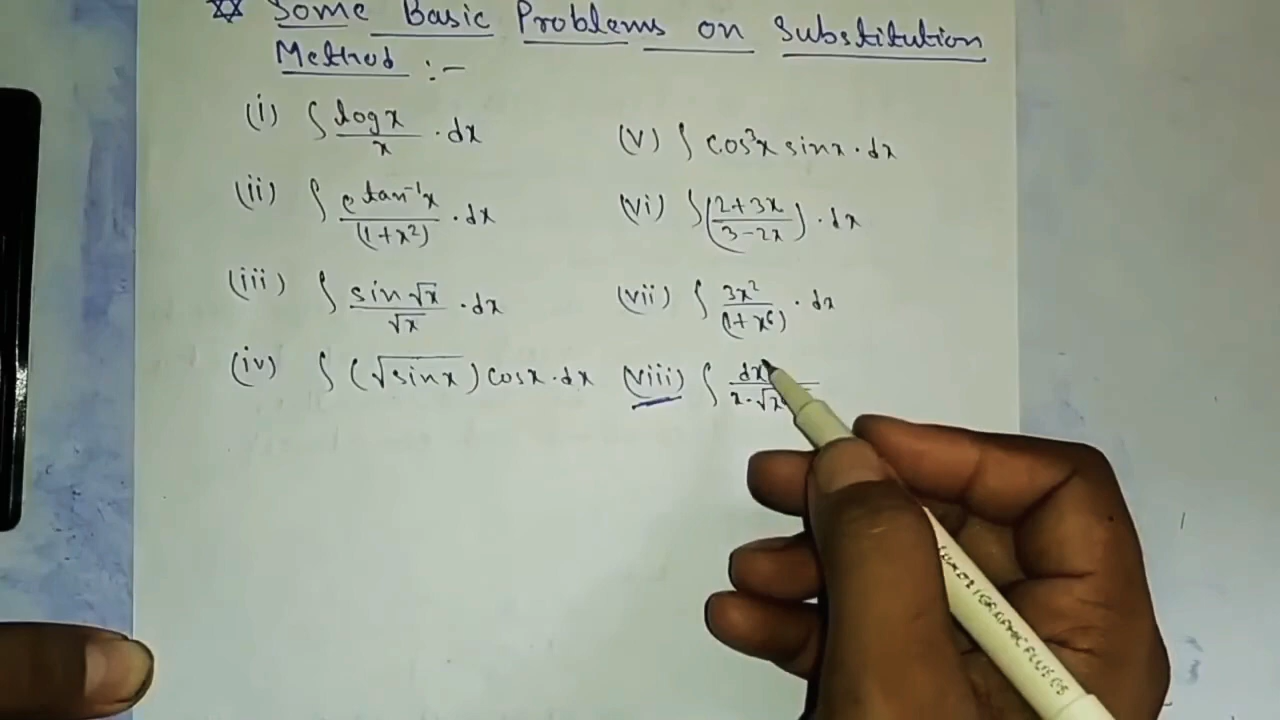 ✡ Some Basic Problems on Substitution
Method :-
(i) ∫ logx/x · dx
(ii) ∫ e^tan⁻¹x/(1+x²) · dx
(iii) ∫ sin√x/√x · dx
(iv) ∫ (√sinx) cosx · dx
(v) ∫ cos³x sinx · dx
(vi) ∫ (2+3x/3-2x) · dx
(vii) ∫ 3x²/(1+x⁶) · dx
(viii) ∫ dx/x·√x